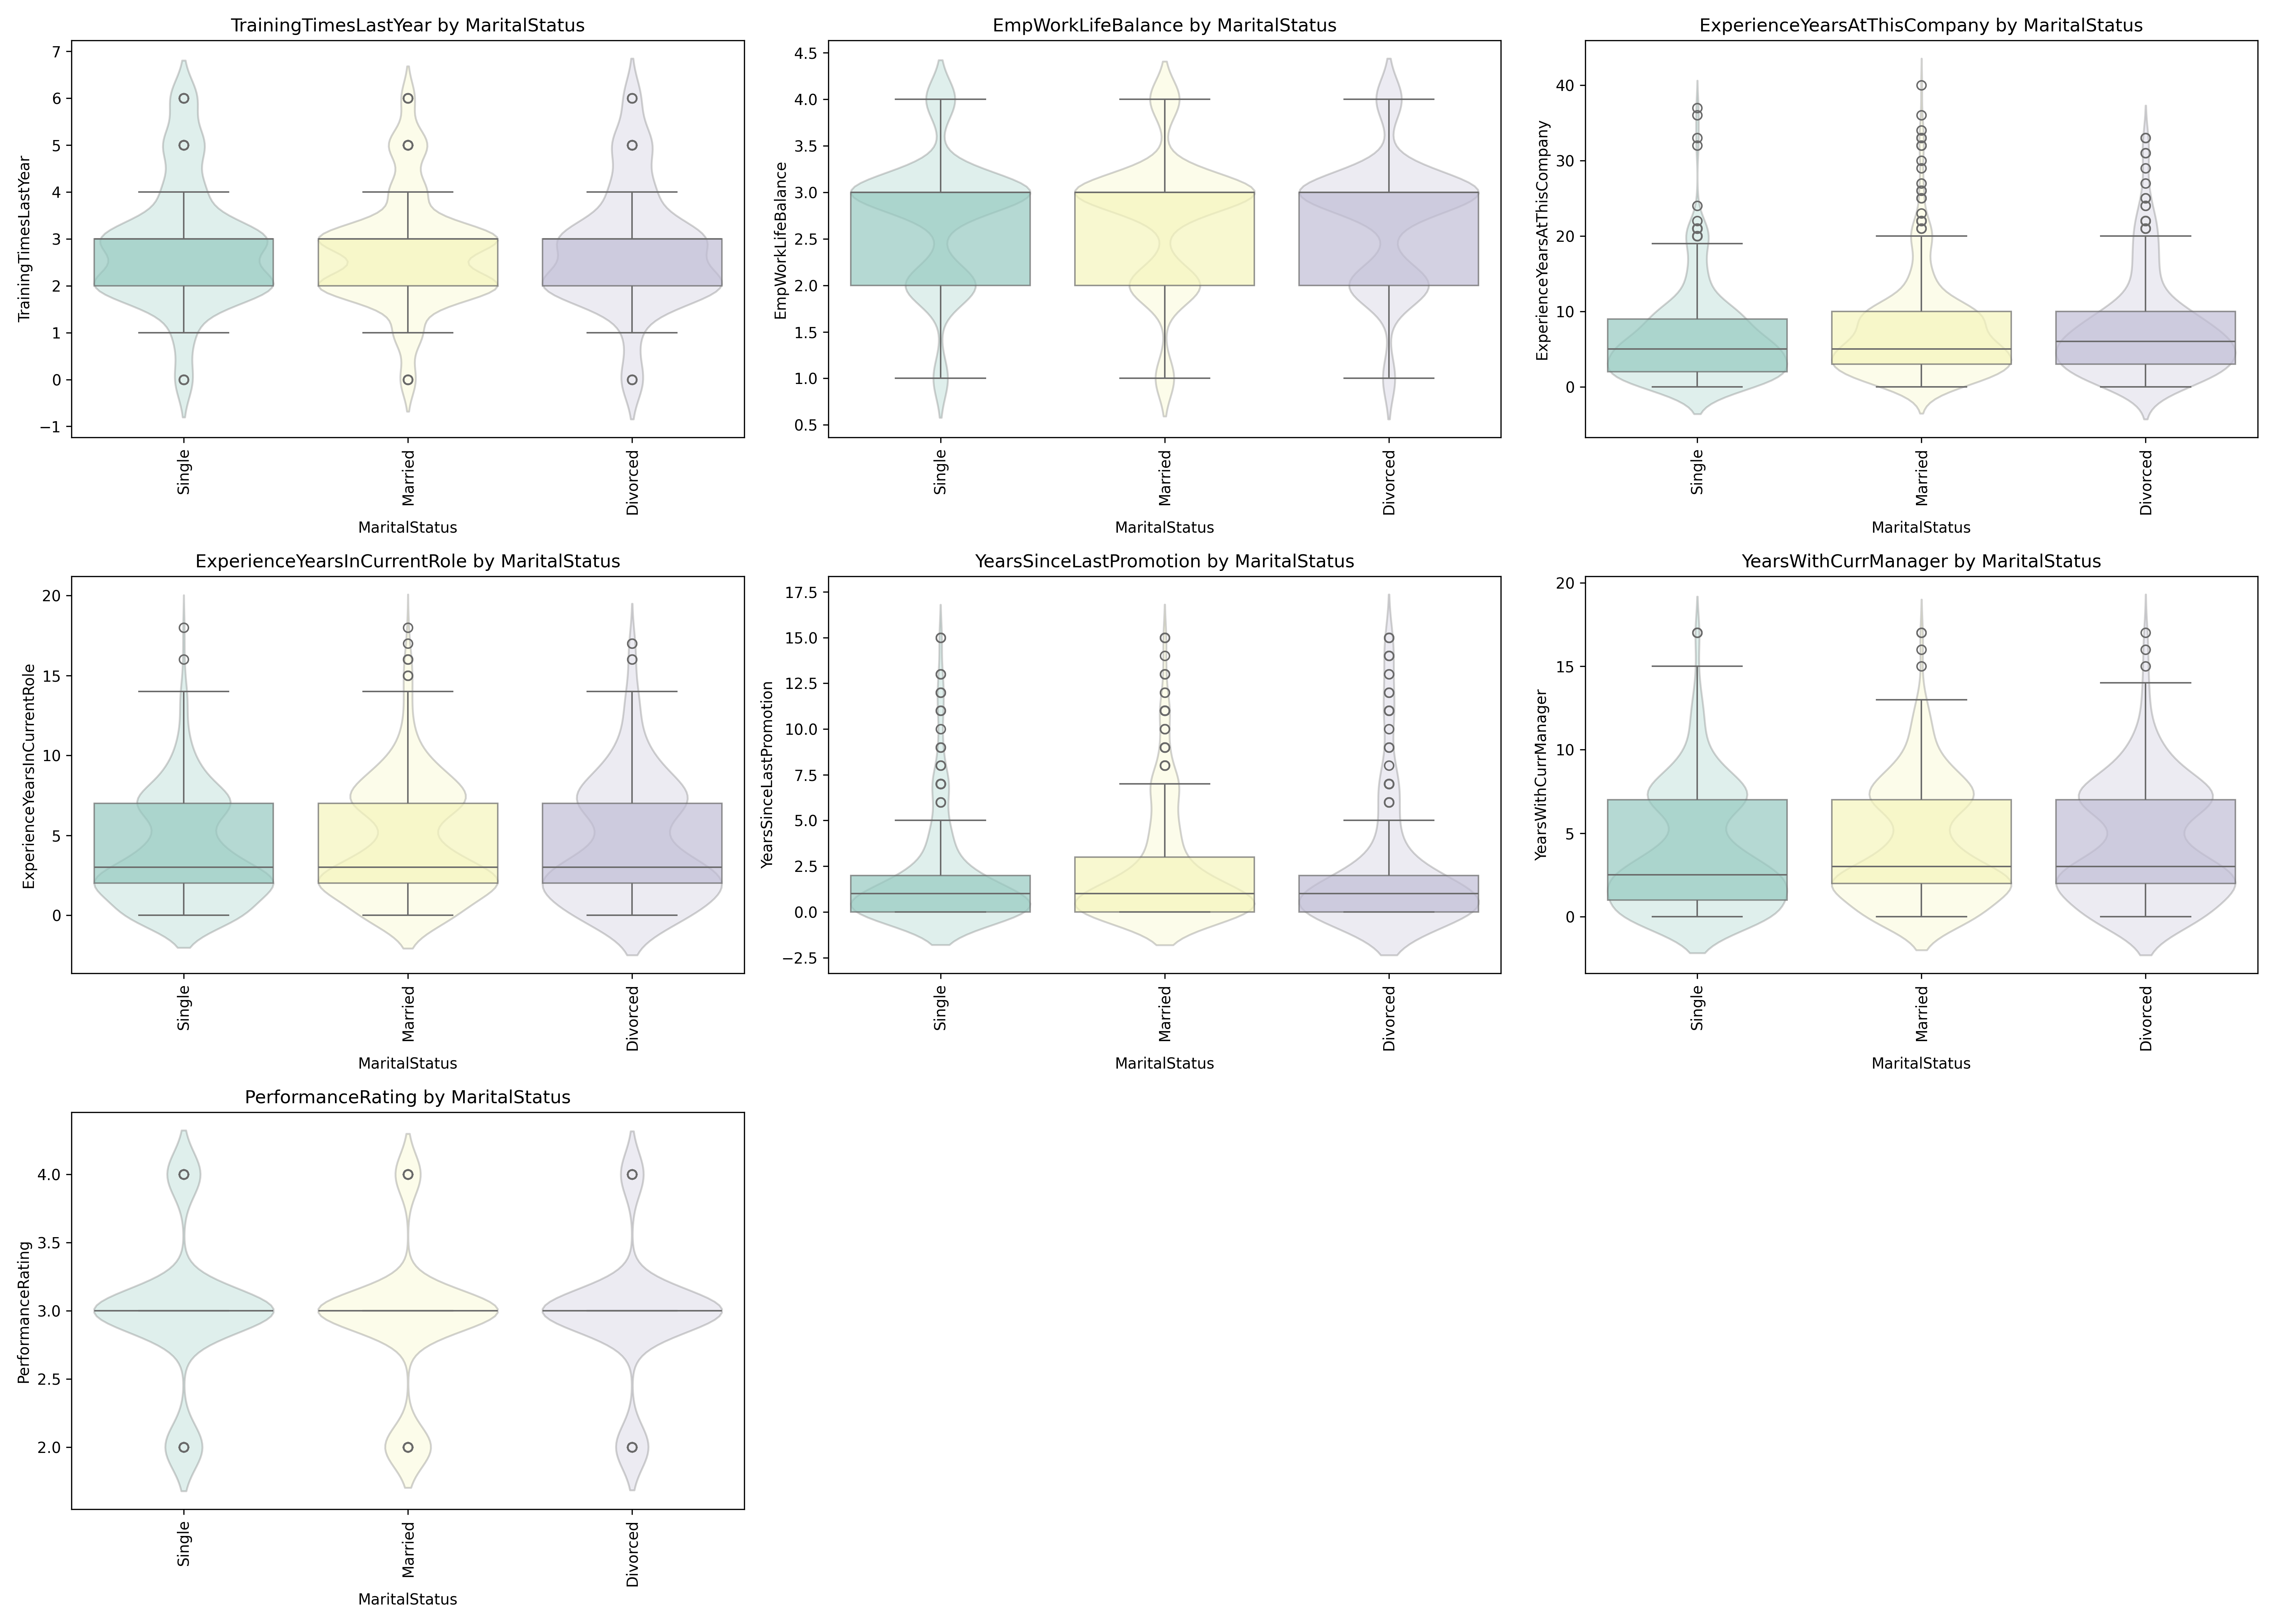 TrainingTimesLastYear by MaritalStatus
TrainingTimesLastYear
7
6
5
4
3
2
1
0
−1
Single
Married
Divorced
MaritalStatus
EmpWorkLifeBalance by MaritalStatus
EmpWorkLifeBalance
4.5
4.0
3.5
3.0
2.5
2.0
1.5
1.0
0.5
Single
Married
Divorced
MaritalStatus
ExperienceYearsAtThisCompany by MaritalStatus
ExperienceYearsAtThisCompany
40
30
20
10
0
Single
Married
Divorced
MaritalStatus
ExperienceYearsInCurrentRole by MaritalStatus
ExperienceYearsInCurrentRole
20
15
10
5
0
Single
Married
Divorced
MaritalStatus
YearsSinceLastPromotion by MaritalStatus
YearsSinceLastPromotion
17.5
15.0
12.5
10.0
7.5
5.0
2.5
0.0
−2.5
Single
Married
Divorced
MaritalStatus
YearsWithCurrManager by MaritalStatus
YearsWithCurrManager
20
15
10
5
0
Single
Married
Divorced
MaritalStatus
PerformanceRating by MaritalStatus
PerformanceRating
4.0
3.5
3.0
2.5
2.0
Single
Married
Divorced
MaritalStatus